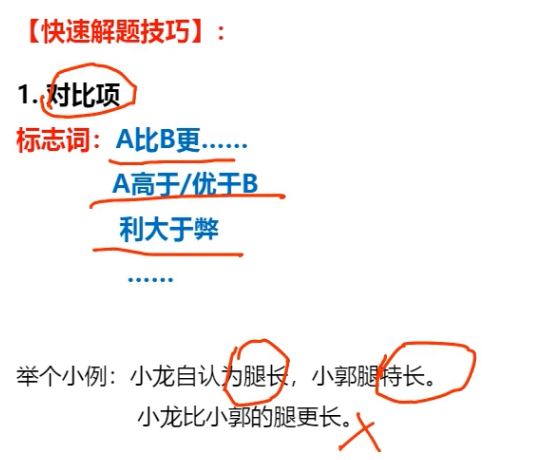 【快速解题技巧】：
1. 对比项
标志词：A比B更……
A高于/优于B
利大于弊
……
举个小例：小龙自认为腿长，小郭腿特长。
小龙比小郭的腿更长。